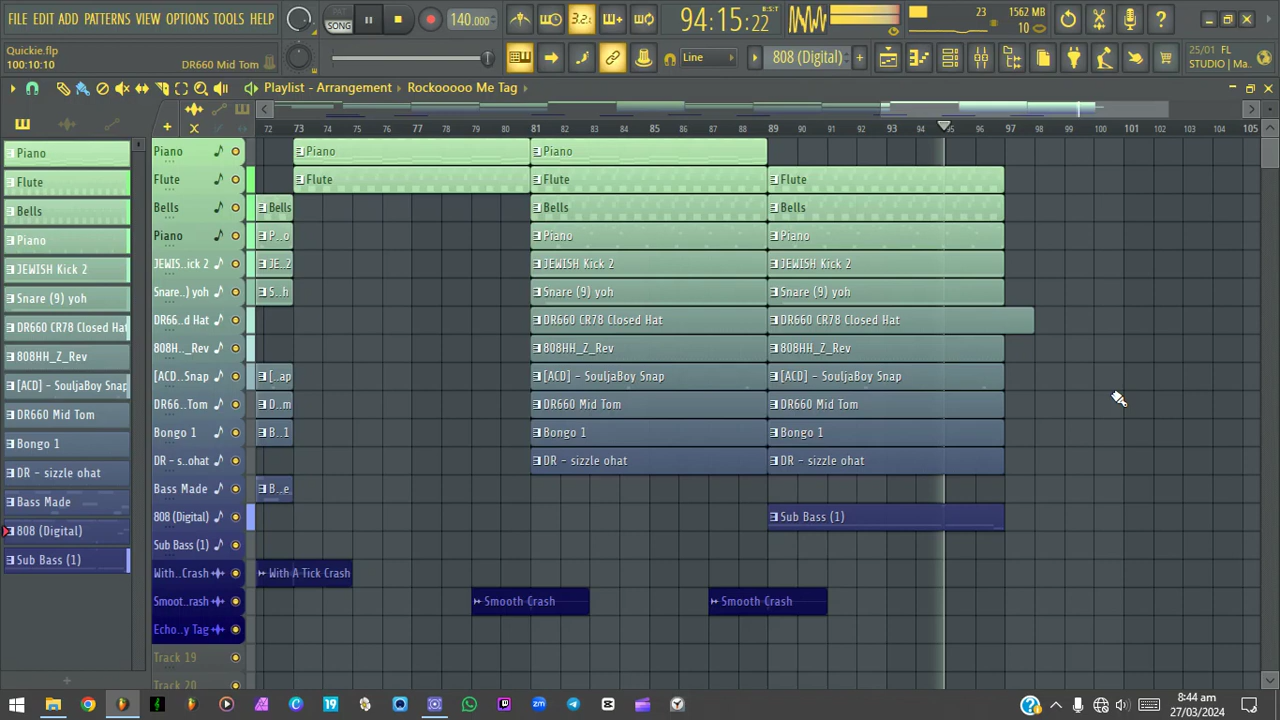 FILE EDIT ADD PATTERNS VIEW OPTIONS TOOLS HELP
PAT
SONG
3.2
140.000
94:15:22
B:S:T
23
1562 MB
10
Quickie.flp
100:10:10
DR660 Mid Tom
Line
808 (Digital)
25/01 FL
STUDIO | Ma..
Playlist - Arrangement
Rockooooo Me Tag
72 73 79 80 81 82 83 84 85 86 87 88 89 90 91 92 93 94 95 96 97 98 99 100 101 102 103 104 105
74 75 76 77 78
Piano
Flute
Bells
Piano
JEWISH Kick 2
Snare (9) yoh
DR660 CR78 Closed Hat
808HH_Z_Rev
[ACD] - SouljaBoy Snap
DR660 Mid Tom
Bongo 1
DR - sizzle ohat
Bass Made
808 (Digital)
Sub Bass (1)
Piano Piano Piano
Flute Flute Flute Flute
Bells Bells Bells Bells
Piano P..o Piano Piano
JEWIS..ick 2 JE..2 JEWISH Kick 2 JEWISH Kick 2
Snare..) yoh S..h Snare (9) yoh Snare (9) yoh
DR66..d Hat DR660 CR78 Closed Hat DR660 CR78 Closed Hat
808H.._Rev 808HH_Z_Rev 808HH_Z_Rev
[ACD..Snap [..ap [ACD] - SouljaBoy Snap [ACD] - SouljaBoy Snap
DR66..Tom D..m DR660 Mid Tom DR660 Mid Tom
Bongo 1 B..1 Bongo 1 Bongo 1
DR - s..ohat DR - sizzle ohat DR - sizzle ohat
Bass Made B..e
808 (Digital) Sub Bass (1)
Sub Bass (1)
With..Crash With A Tick Crash
Smoot..rash Smooth Crash Smooth Crash
Echo..y Tag
Track 19
Track 20
19
8:44 am
27/03/2024